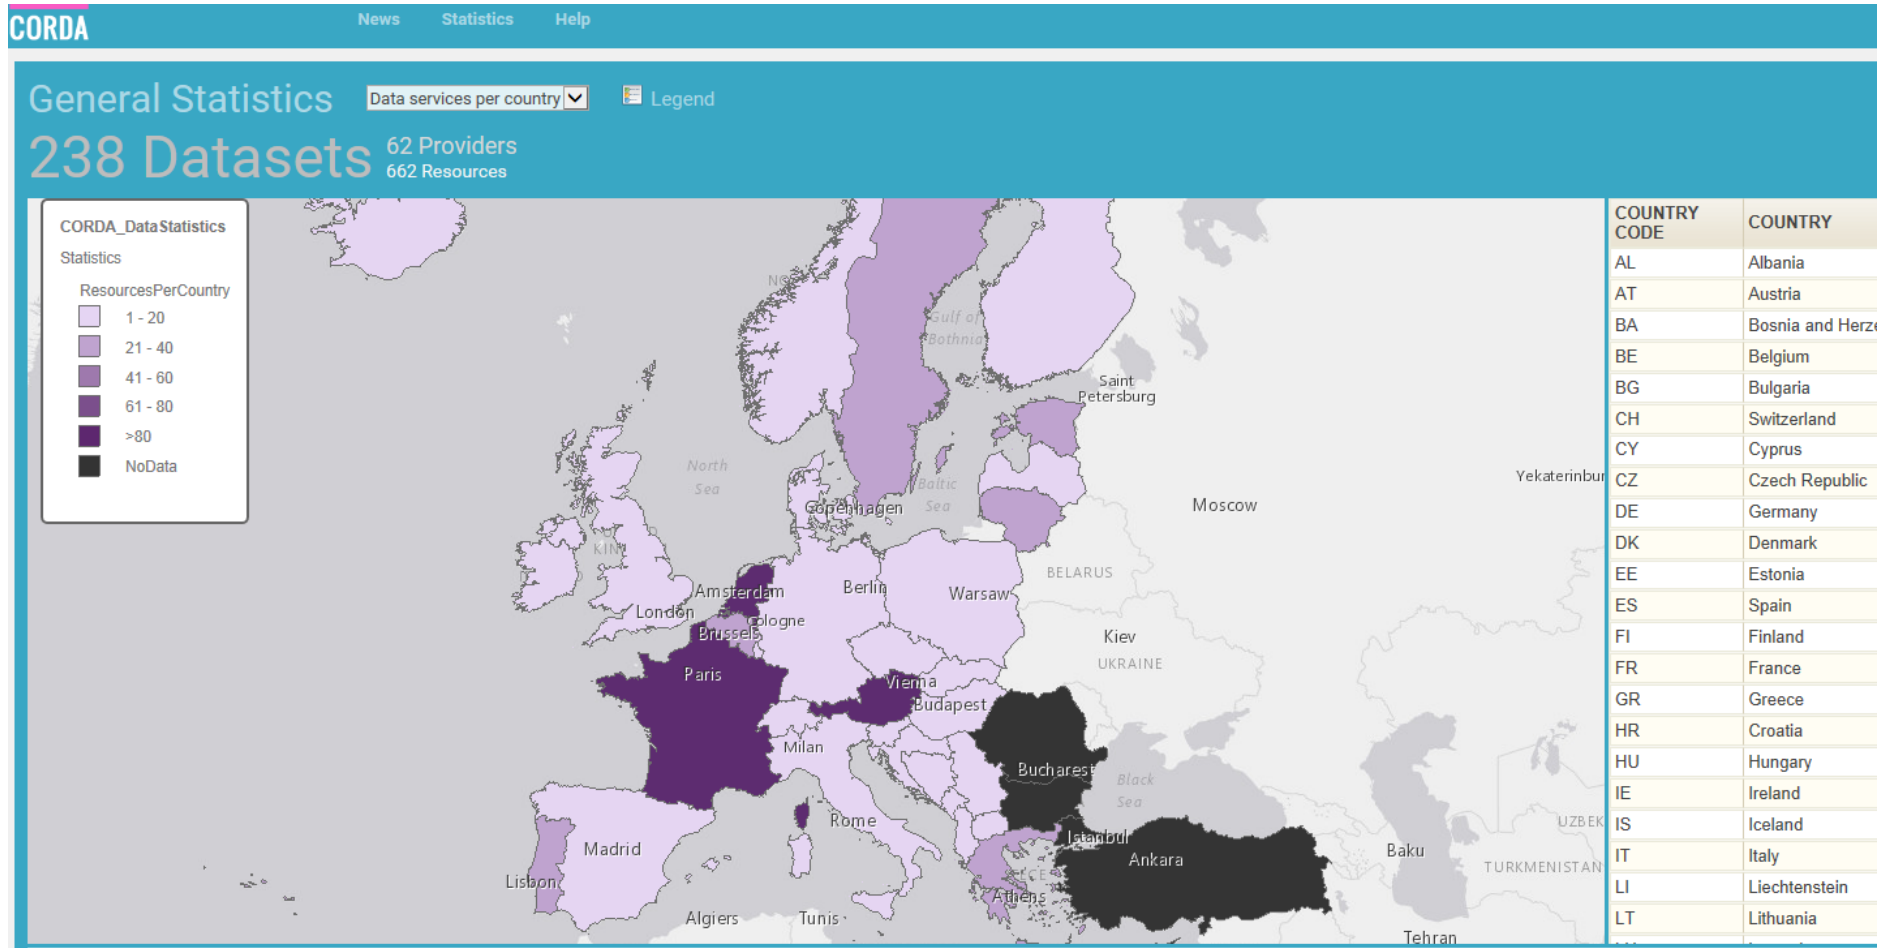 CORDA
News Statistics Help
General Statistics
Data services per country
Legend
238 Datasets
62 Providers
662 Resources
CORDA_DataStatistics
Statistics
ResourcesPerCountry
1 - 20
21 - 40
41 - 60
61 - 80
>80
NoData
Gulf of
Bothnia
Saint
Petersburg
North
Sea
Baltic
Sea
Copenhagen
Moscow
Yekaterinbur
KIN
BELARUS
Amsterdam
Berlin
Warsaw
London
Cologne
Brussels
Kiev
UKRAINE
Paris
Vienna
Budapest
Milan
Bucharest
Black
Sea
Rome
Istanbul
UZBEK
Madrid
Ankara
Baku
TURKMENISTAN
Lisbon
Athens
Algiers
Tunis
Tehran
COUNTRY CODE COUNTRY
AL Albania
AT Austria
BA Bosnia and Herze
BE Belgium
BG Bulgaria
CH Switzerland
CY Cyprus
CZ Czech Republic
DE Germany
DK Denmark
EE Estonia
ES Spain
FI Finland
FR France
GR Greece
HR Croatia
HU Hungary
IE Ireland
IS Iceland
IT Italy
LI Liechtenstein
LT Lithuania